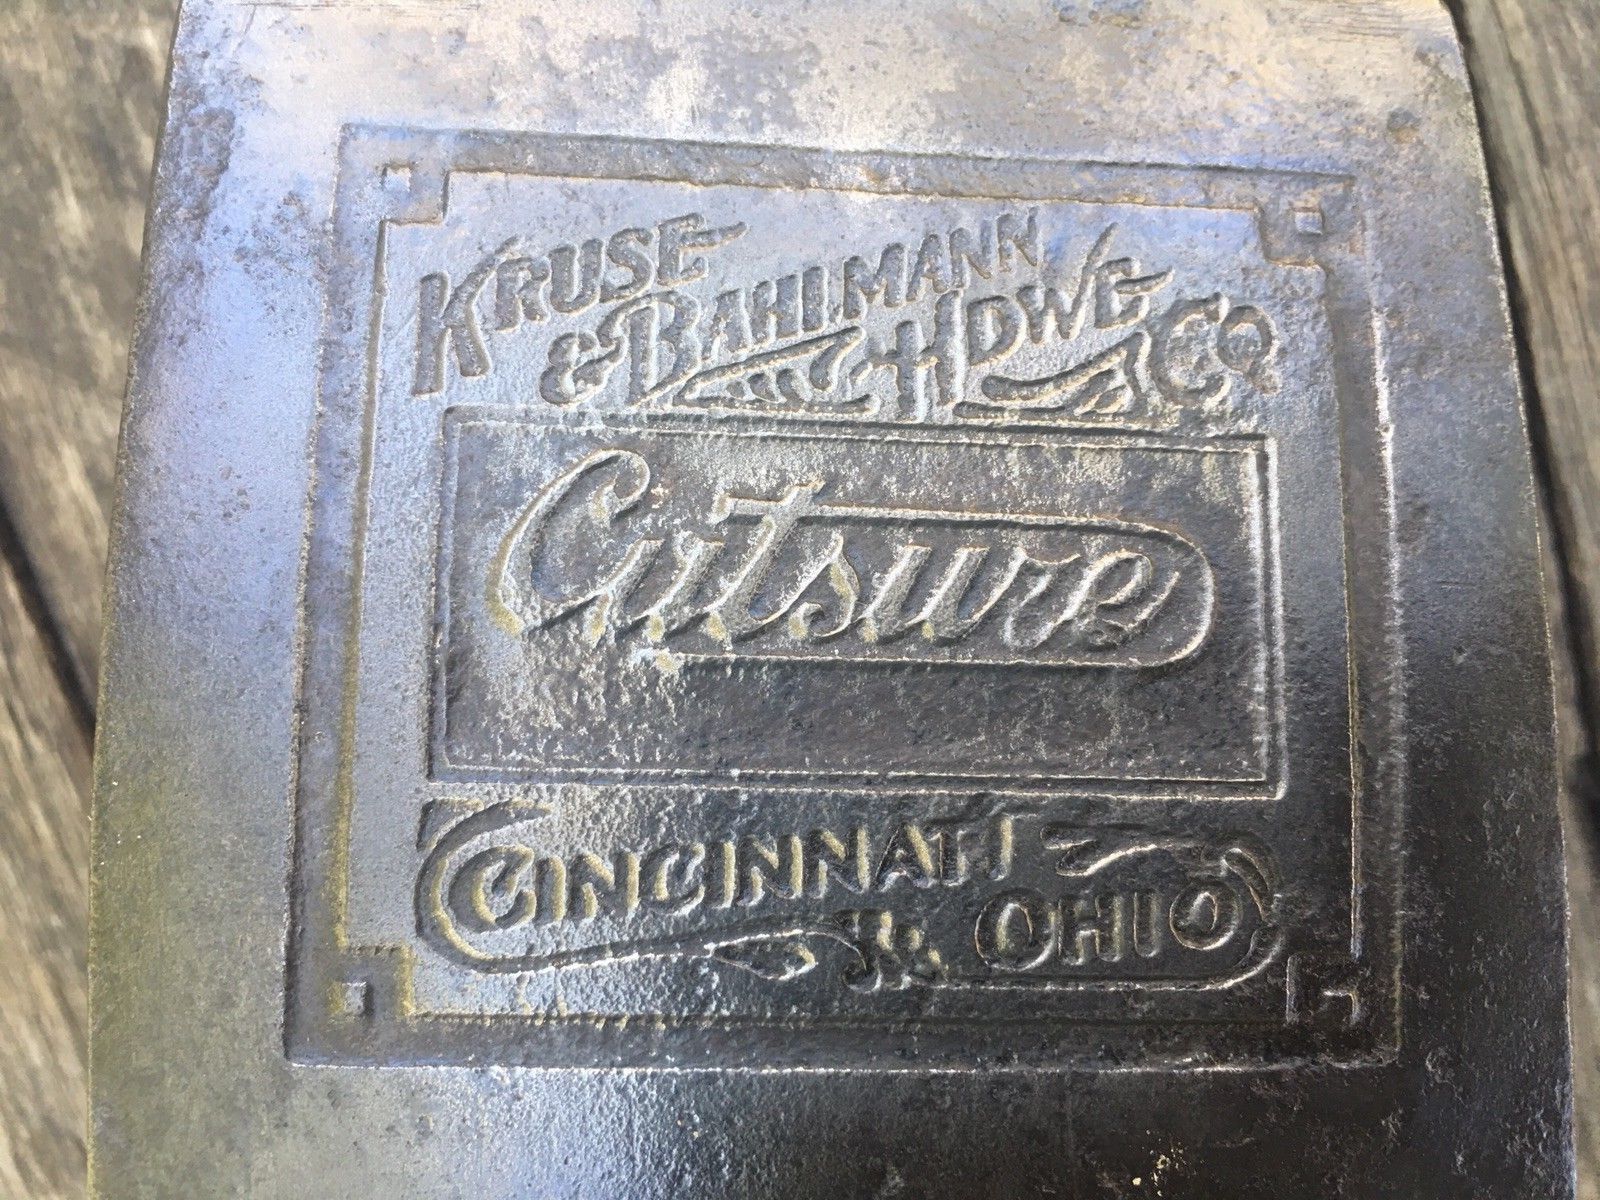 KRUSE
& BAHLMANN
HDWE CO
Cutsure
CINCINNATI
OHIO